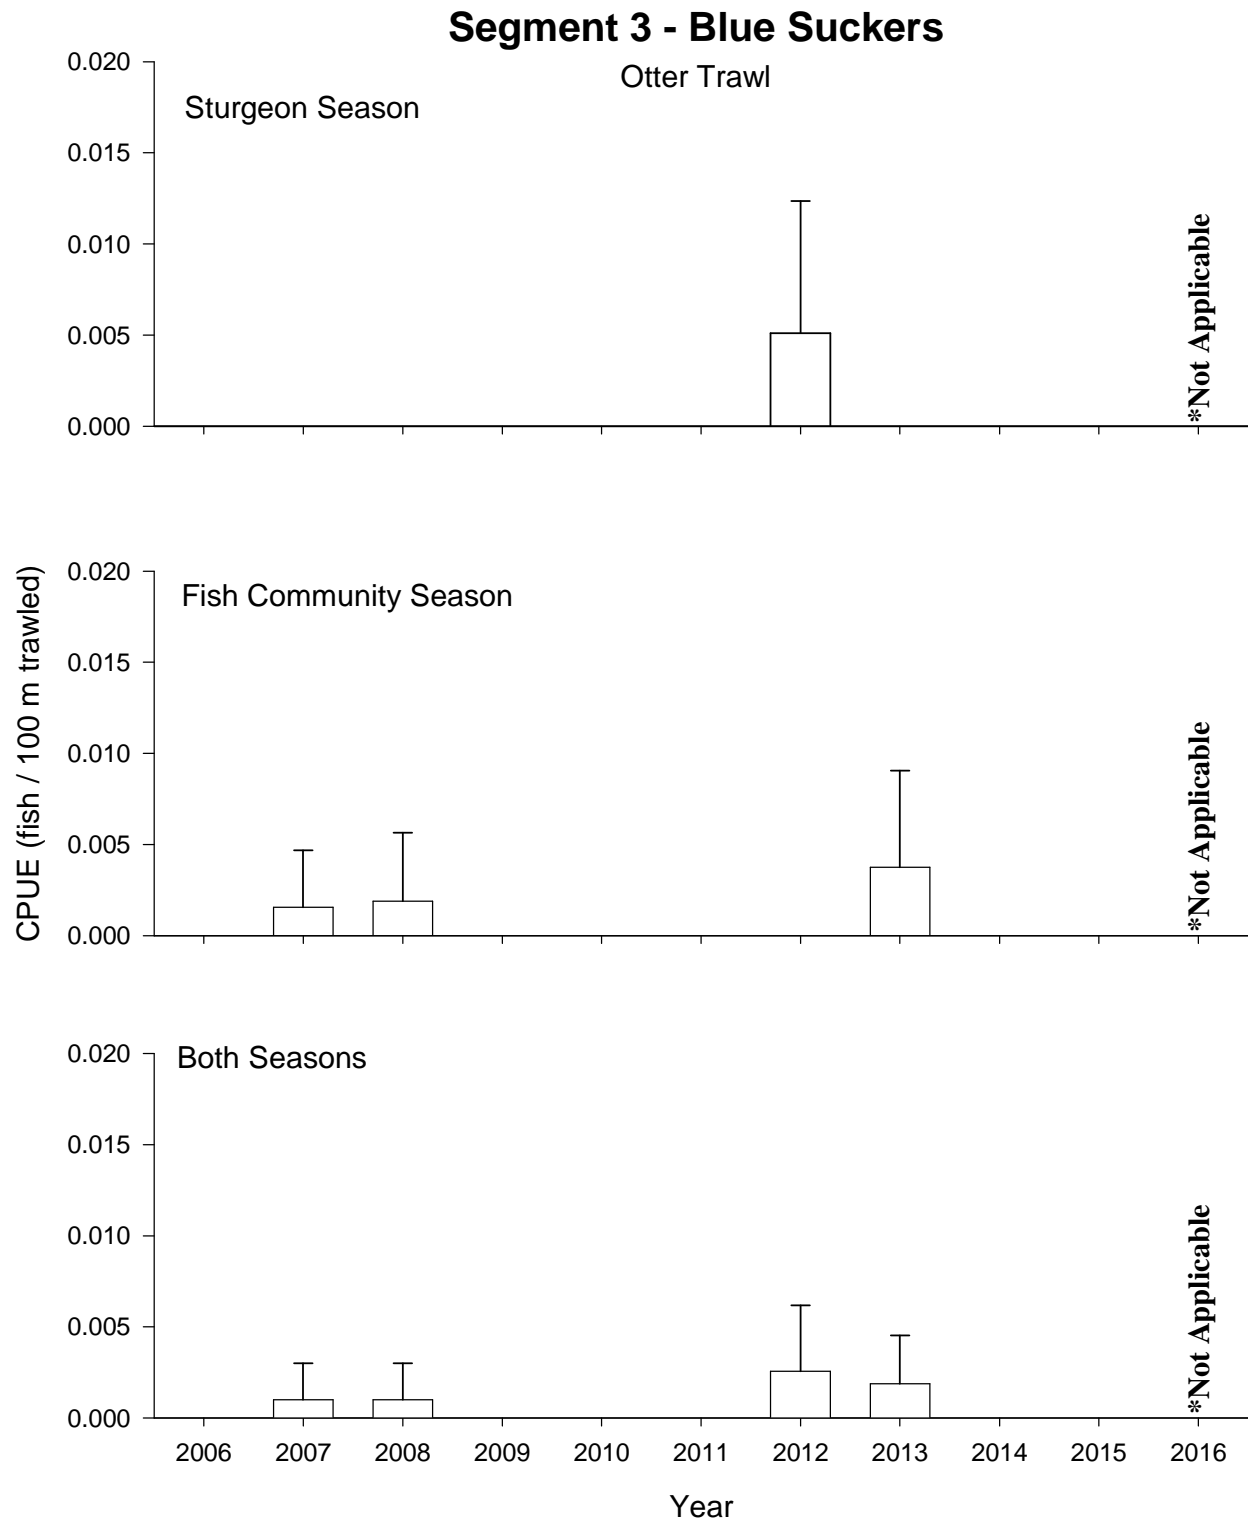 Segment 3 - Blue Suckers
Otter Trawl
Sturgeon Season
0.020
0.015
0.010
0.005
0.000
*Not Applicable
CPUE (fish / 100 m trawled)
Fish Community Season
0.020
0.015
0.010
0.005
0.000
*Not Applicable
Both Seasons
0.020
0.015
0.010
0.005
0.000
*Not Applicable
2006 2007 2008 2009 2010 2011 2012 2013 2014 2015 2016
Year